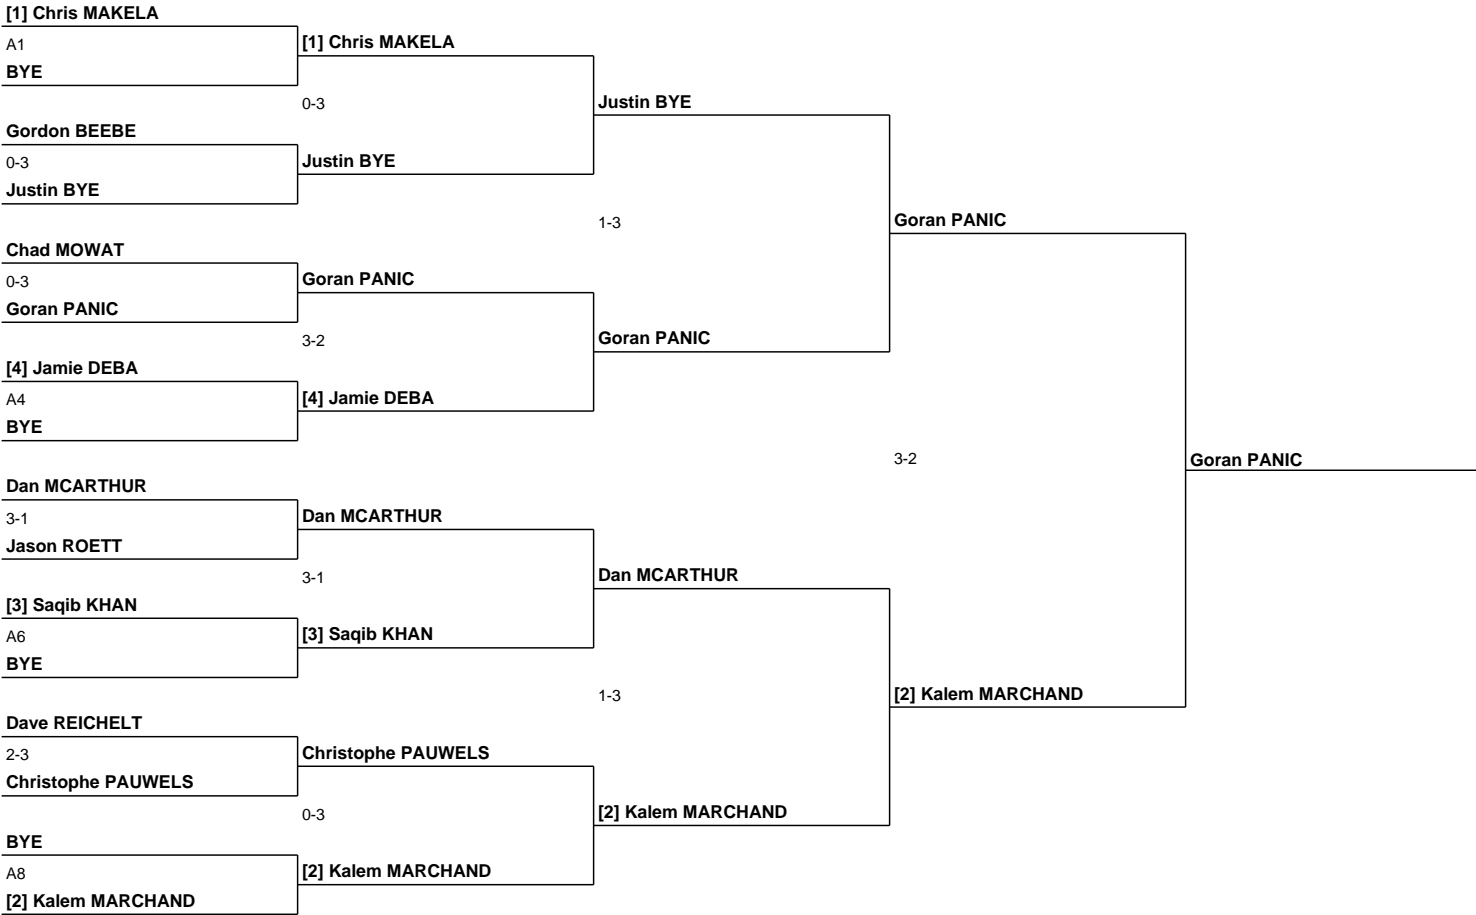 [1] Chris MAKELA
A1
BYE
[1] Chris MAKELA
0-3
Justin BYE
Gordon BEEBE
0-3
Justin BYE
Justin BYE
1-3
Goran PANIC
Chad MOWAT
0-3
Goran PANIC
Goran PANIC
3-2
Goran PANIC
[4] Jamie DEBA
A4
BYE
[4] Jamie DEBA
3-2
Goran PANIC
Dan MCARTHUR
3-1
Jason ROETT
Dan MCARTHUR
3-1
Dan MCARTHUR
[3] Saqib KHAN
A6
BYE
[3] Saqib KHAN
1-3
[2] Kalem MARCHAND
Dave REICHELT
2-3
Christophe PAUWELS
Christophe PAUWELS
0-3
[2] Kalem MARCHAND
BYE
A8
[2] Kalem MARCHAND
[2] Kalem MARCHAND